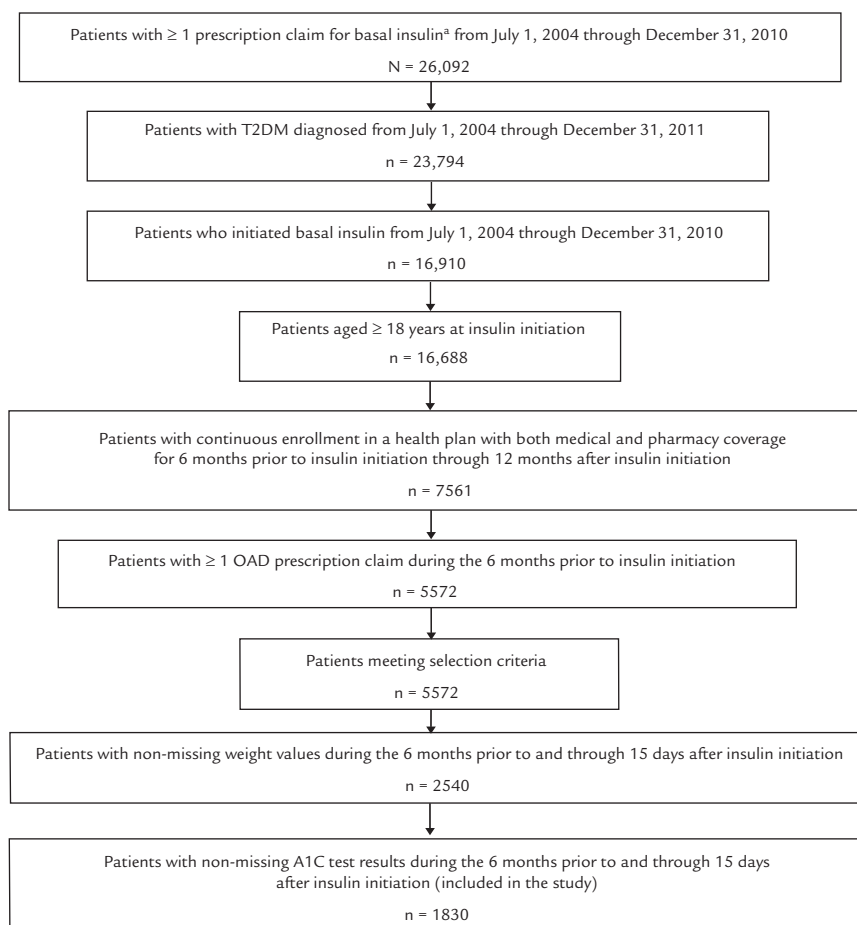 Patients with ≥ 1 prescription claim for basal insulinᵃ from July 1, 2004 through December 31, 2010
N = 26,092
Patients with T2DM diagnosed from July 1, 2004 through December 31, 2011
n = 23,794
Patients who initiated basal insulin from July 1, 2004 through December 31, 2010
n = 16,910
Patients aged ≥ 18 years at insulin initiation
n = 16,688
Patients with continuous enrollment in a health plan with both medical and pharmacy coverage
for 6 months prior to insulin initiation through 12 months after insulin initiation
n = 7561
Patients with ≥ 1 OAD prescription claim during the 6 months prior to insulin initiation
n = 5572
Patients meeting selection criteria
n = 5572
Patients with non-missing weight values during the 6 months prior to and through 15 days after insulin initiation
n = 2540
Patients with non-missing A1C test results during the 6 months prior to and through 15 days
after insulin initiation (included in the study)
n = 1830